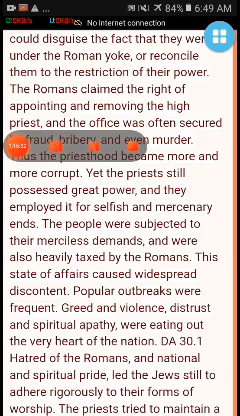 0KB/s U:0KB/s 84% 6:49 AM
No internet connection
could disguise the fact that they were
under the Roman yoke, or reconcile
them to the restriction of their power.
The Romans claimed the right of
appointing and removing the high
priest, and the office was often secured
fraud, bribery, and even murder.
Thus the priesthood became more and
1:16:52
more corrupt. Yet the priests still
possessed great power, and they
employed it for selfish and mercenary
ends. The people were subjected to
their merciless demands, and were
also heavily taxed by the Romans. This
state of affairs caused widespread
discontent. Popular outbreaks were
frequent. Greed and violence, distrust
and spiritual apathy, were eating out
the very heart of the nation. DA 30.1
Hatred of the Romans, and national
and spiritual pride, led the Jews still to
adhere rigorously to their forms of
worship. The priests tried to maintain a